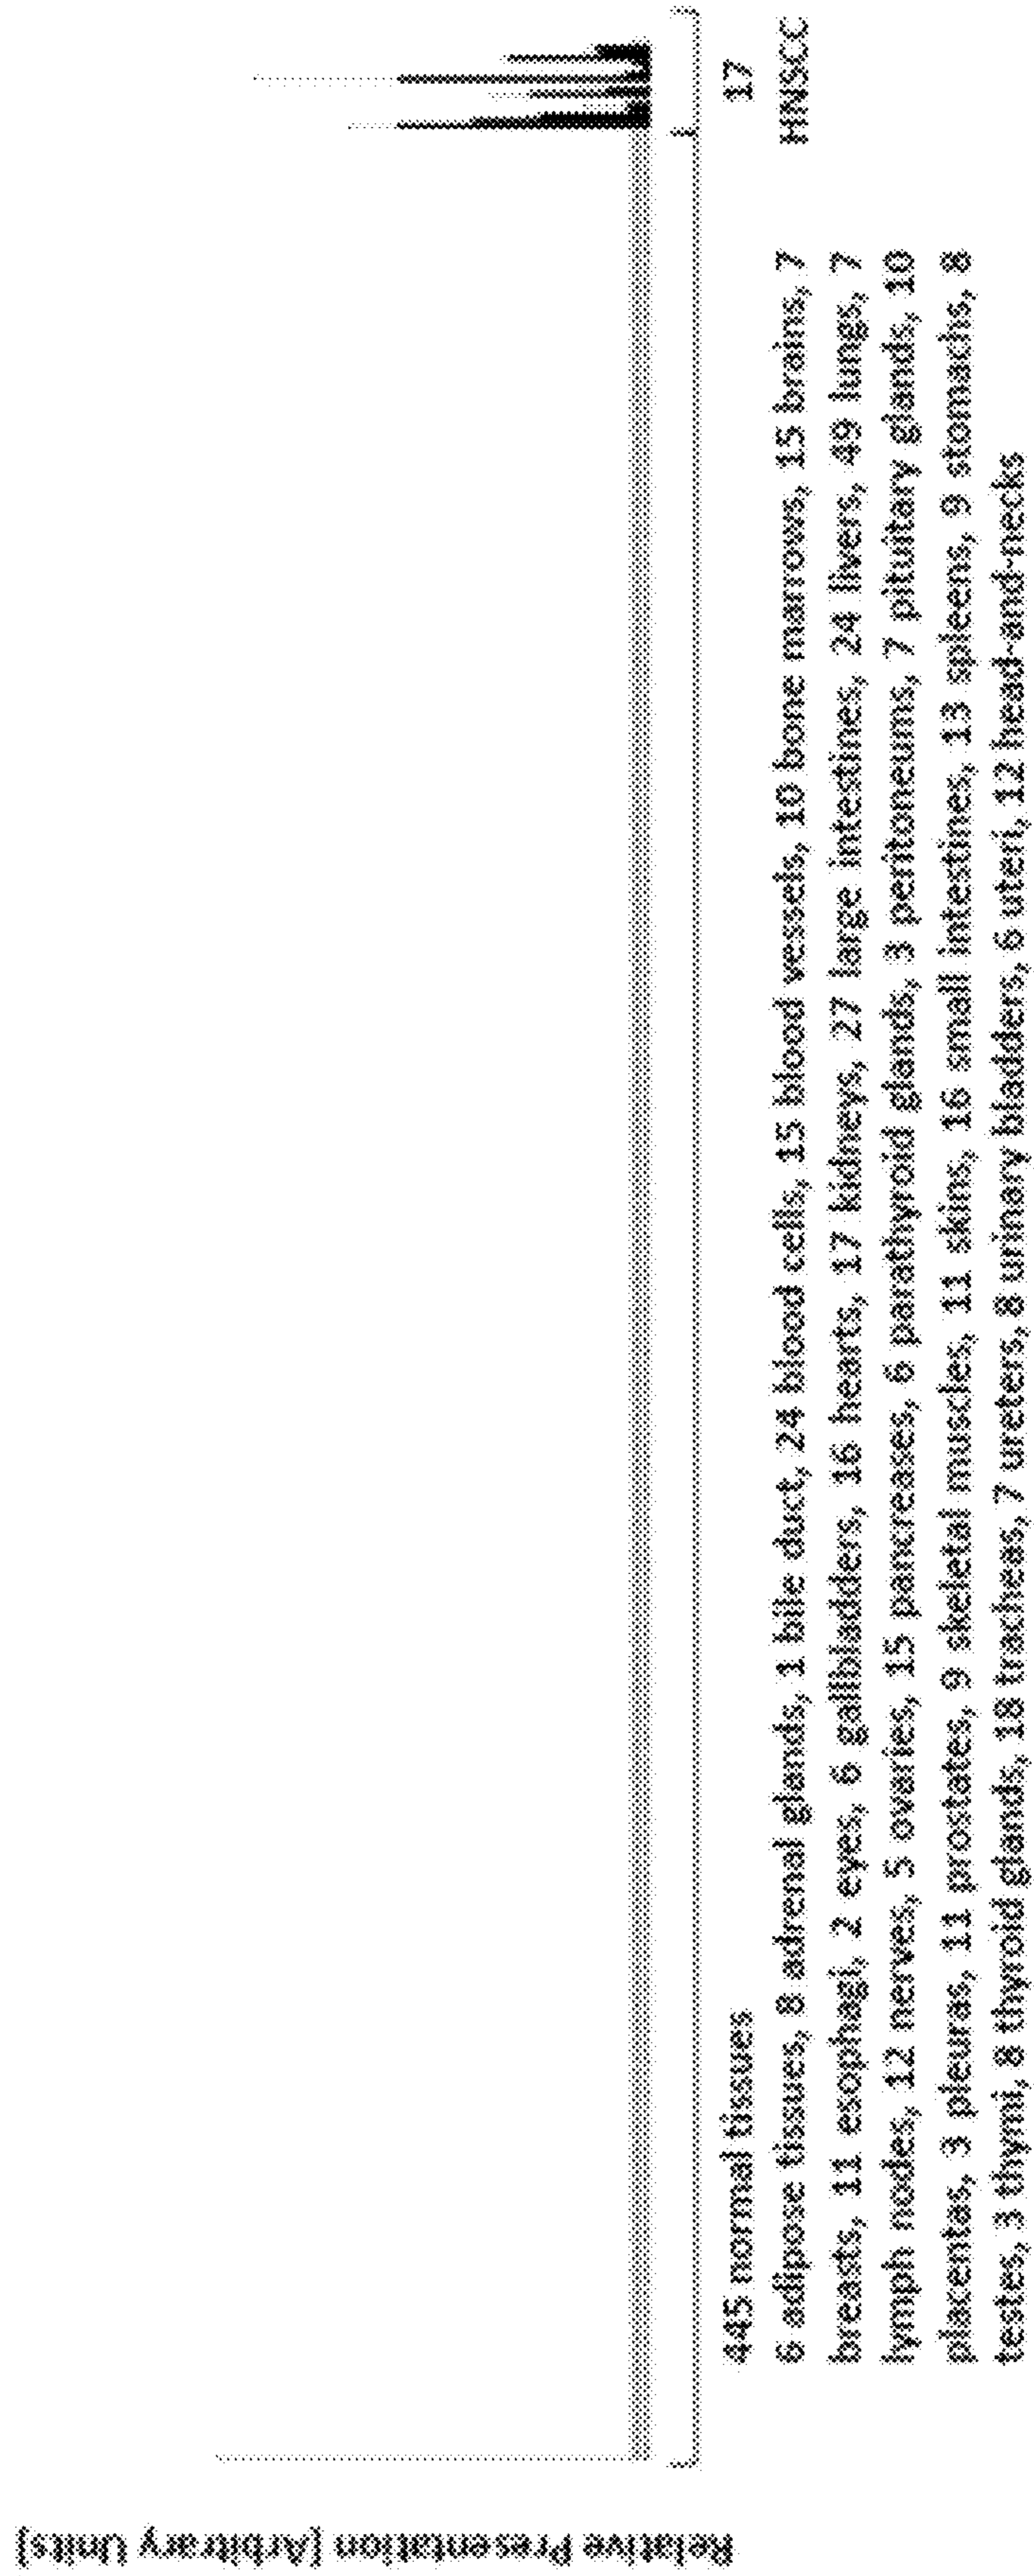 Relative Presentation [Arbitrary Units]
445 normal tissues
17
HNSCC
6 adipose tissues, 8 adrenal glands, 1 bile duct, 24 blood cells, 15 blood vessels, 10 bone marrows, 15 brains, 7
breasts, 11 esophagi, 2 eyes, 6 gallbladders, 16 hearts, 17 kidneys, 27 large intestines, 24 livers, 49 lungs, 7
lymph nodes, 12 nerves, 5 ovaries, 15 pancreases, 6 parathyroid glands, 3 peritoneums, 7 pituitary glands, 10
placentas, 3 pleuras, 11 prostates, 9 skeletal muscles, 11 skins, 16 small intestines, 13 spleens, 9 stomachs, 8
testes, 3 thymi, 8 thyroid glands, 18 tracheas, 7 ureters, 8 urinary bladders, 6 uteri, 12 head-and-necks